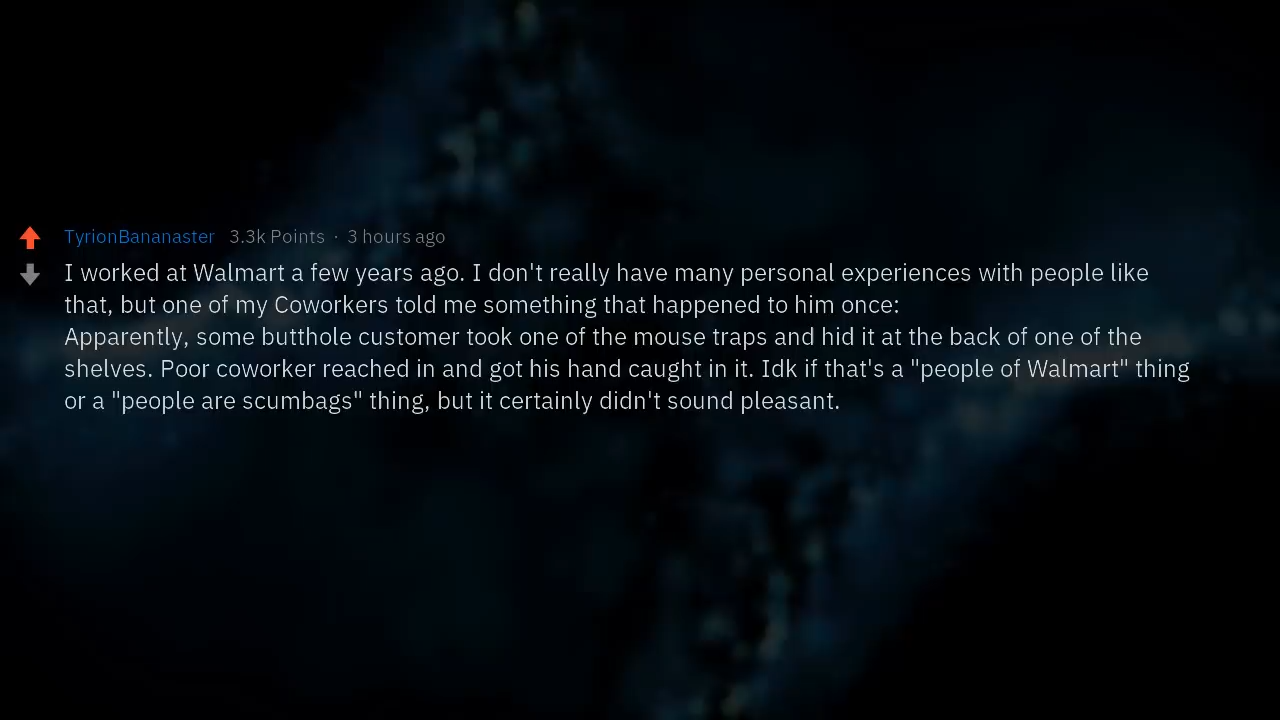 TyrionBananaster 3.3k Points · 3 hours ago
I worked at Walmart a few years ago. I don't really have many personal experiences with people like
that, but one of my Coworkers told me something that happened to him once:
Apparently, some butthole customer took one of the mouse traps and hid it at the back of one of the
shelves. Poor coworker reached in and got his hand caught in it. Idk if that's a "people of Walmart" thing
or a "people are scumbags" thing, but it certainly didn't sound pleasant.